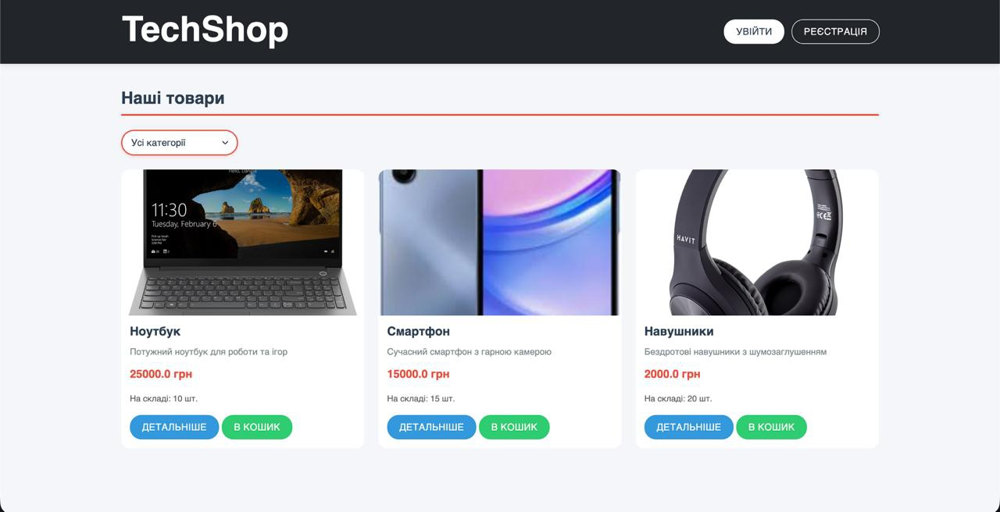 TechShop
УВІЙТИ
РЕЄСТРАЦІЯ
Наші товари
Усі категорії
11:30
Tuesday, February 6
HAVIT
Ноутбук
Потужний ноутбук для роботи та ігор
25000.0 грн
На складі: 10 шт.
ДЕТАЛЬНІШЕ
В КОШИК
Смартфон
Сучасний смартфон з гарною камерою
15000.0 грн
На складі: 15 шт.
ДЕТАЛЬНІШЕ
В КОШИК
Навушники
Бездротові навушники з шумозаглушенням
2000.0 грн
На складі: 20 шт.
ДЕТАЛЬНІШЕ
В КОШИК